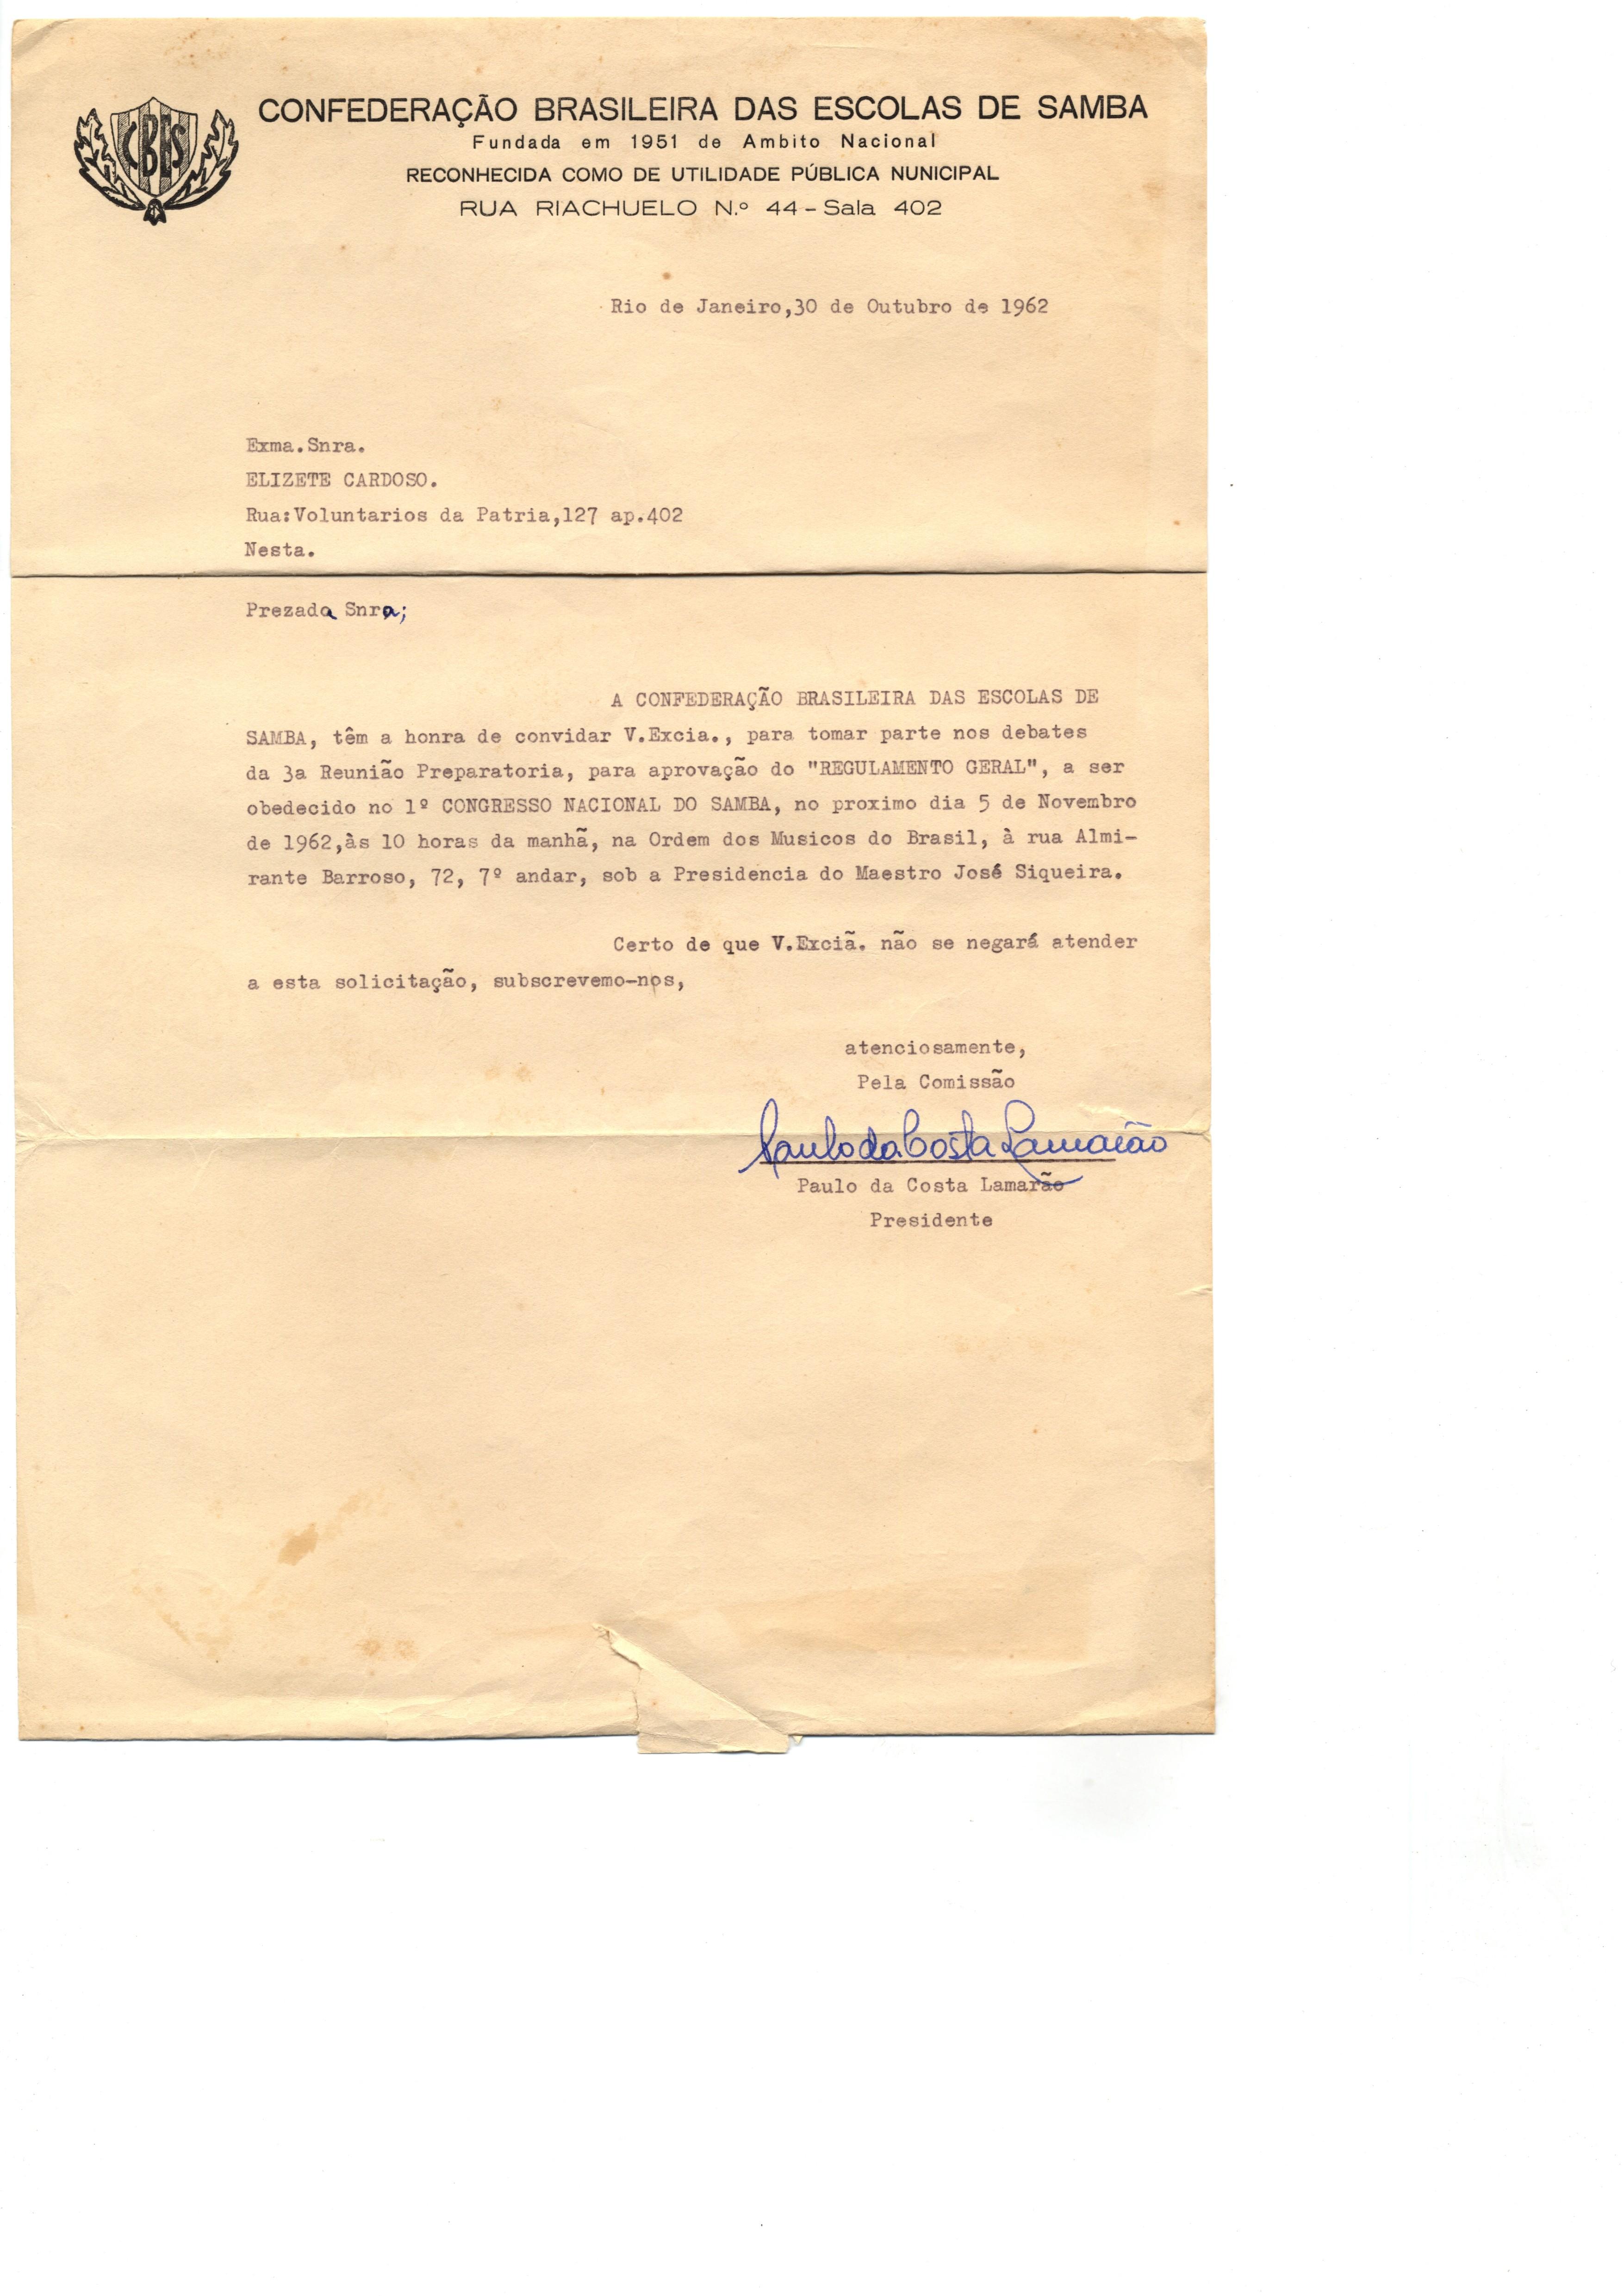 CBES
CONFEDERAÇÃO BRASILEIRA DAS ESCOLAS DE SAMBA
Fundada em 1951 de Ambito Nacional
RECONHECIDA COMO DE UTILIDADE PÚBLICA NUNICIPAL
RUA RIACHUELO N.º 44 - Sala 402
Rio de Janeiro,30 de Outubro de 1962
Exma.Snra.
ELIZETE CARDOSO.
Rua:Voluntarios da Patria,127 ap.402
Nesta.
Prezada Snra;
A CONFEDERAÇÃO BRASILEIRA DAS ESCOLAS DE
SAMBA, têm a honra de convidar V.Excia., para tomar parte nos debates
da 3a Reunião Preparatoria, para aprovação do "REGULAMENTO GERAL", a ser
obedecido no 1º CONGRESSO NACIONAL DO SAMBA, no proximo dia 5 de Novembro
de 1962,às 10 horas da manhã, na Ordem dos Musicos do Brasil, à rua Almi-
rante Barroso, 72, 7º andar, sob a Presidencia do Maestro José Siqueira.
Certo de que V.Exciã. não se negará atender
a esta solicitação, subscrevemo-nos,
atenciosamente,
Pela Comissão
Paulo da Costa Lamarão
Paulo da Costa Lamarão
Presidente